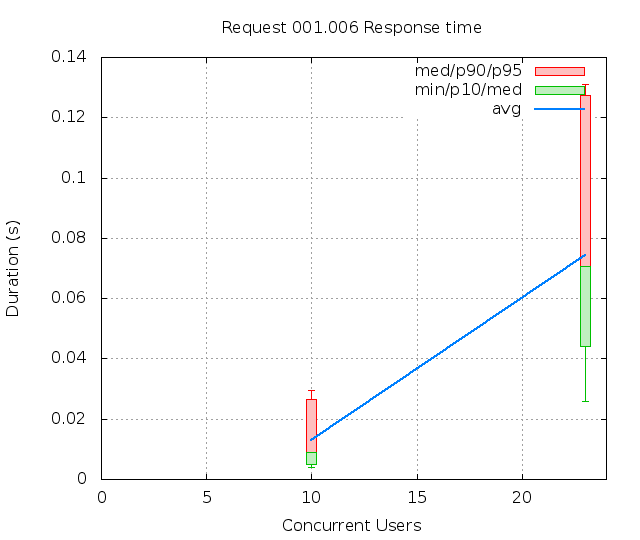 Request 001.006 Response time
0.14
0.12
0.1
0.08
0.06
0.04
0.02
0
med/p90/p95
min/p10/med
avg
Duration (s)
0 5 10 15 20
Concurrent Users